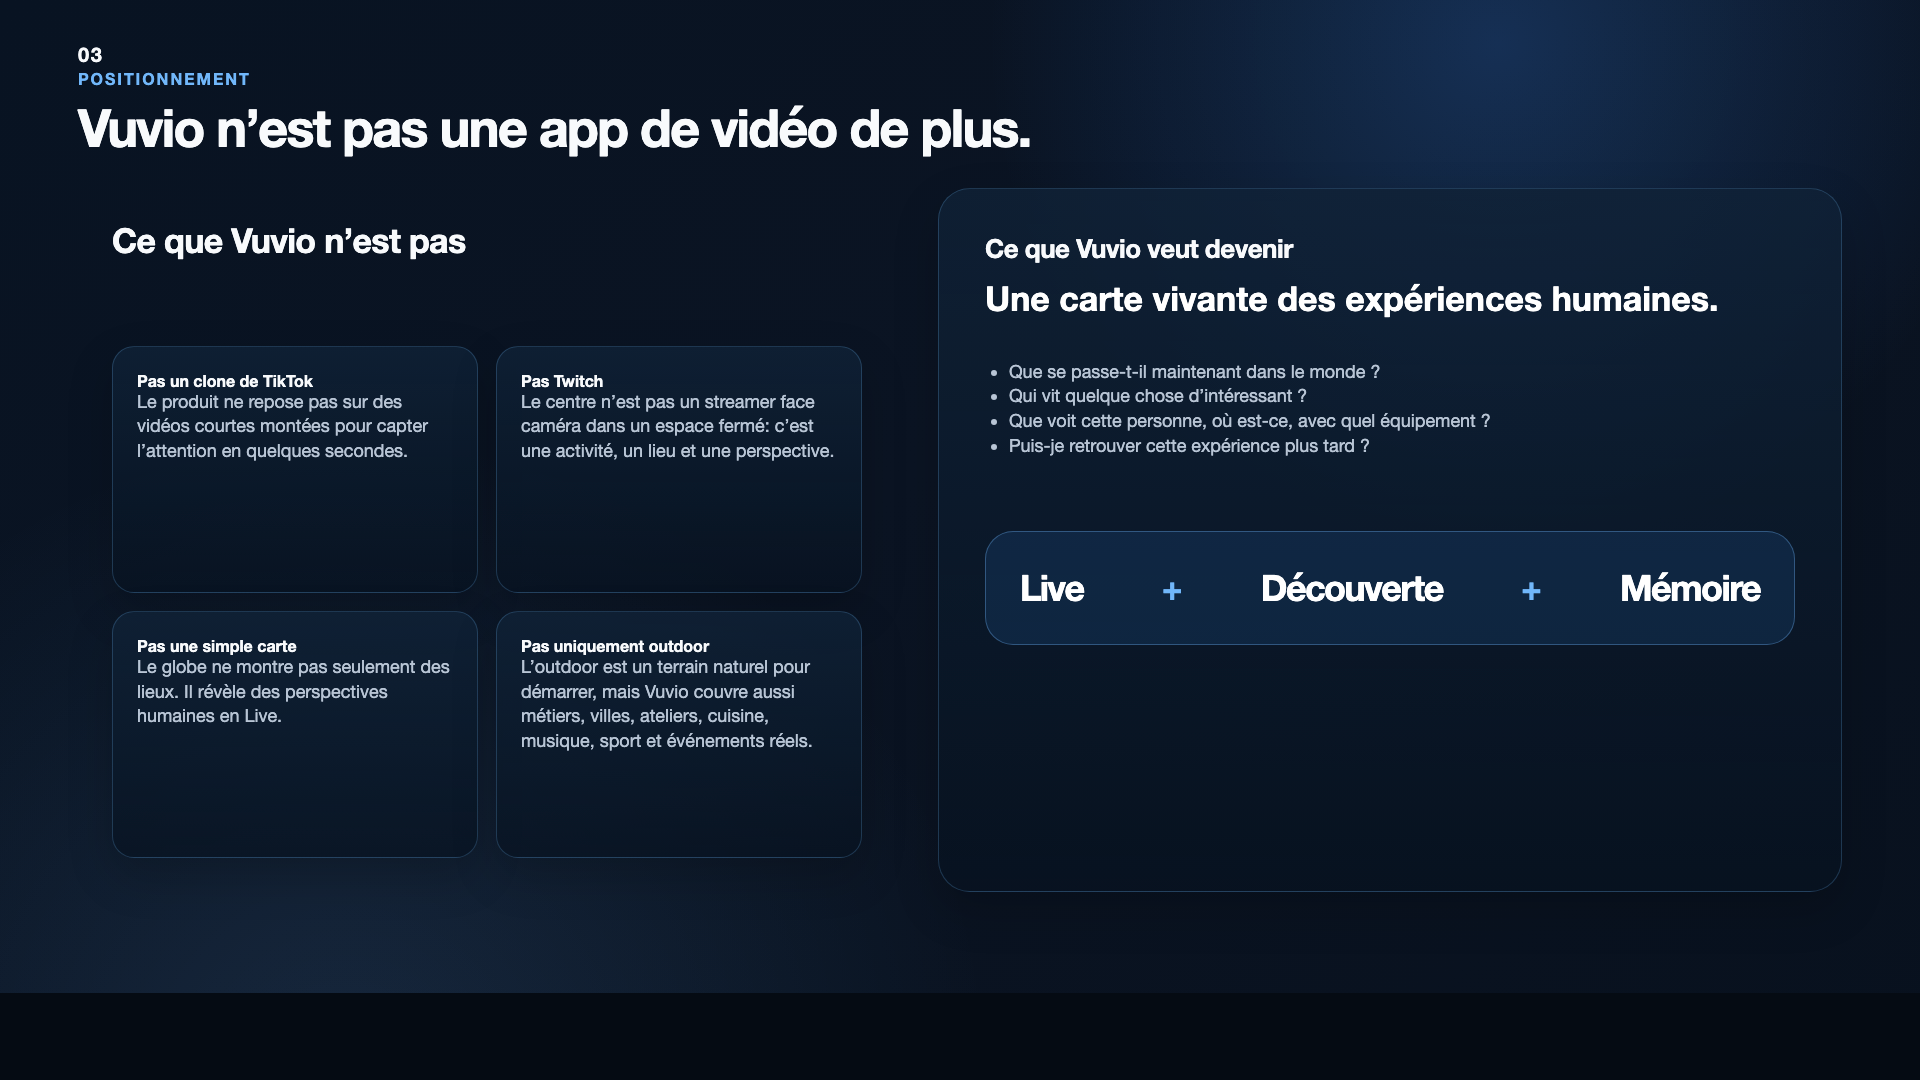 03
POSITIONNEMENT
Vuvio n’est pas une app de vidéo de plus.
Ce que Vuvio n’est pas
Pas un clone de TikTok
Le produit ne repose pas sur des
vidéos courtes montées pour capter
l’attention en quelques secondes.
Pas Twitch
Le centre n’est pas un streamer face
caméra dans un espace fermé: c’est
une activité, un lieu et une perspective.
Pas une simple carte
Le globe ne montre pas seulement des
lieux. Il révèle des perspectives
humaines en Live.
Pas uniquement outdoor
L’outdoor est un terrain naturel pour
démarrer, mais Vuvio couvre aussi
métiers, villes, ateliers, cuisine,
musique, sport et événements réels.
Ce que Vuvio veut devenir
Une carte vivante des expériences humaines.
• Que se passe-t-il maintenant dans le monde ?
• Qui vit quelque chose d’intéressant ?
• Que voit cette personne, où est-ce, avec quel équipement ?
• Puis-je retrouver cette expérience plus tard ?
Live + Découverte + Mémoire